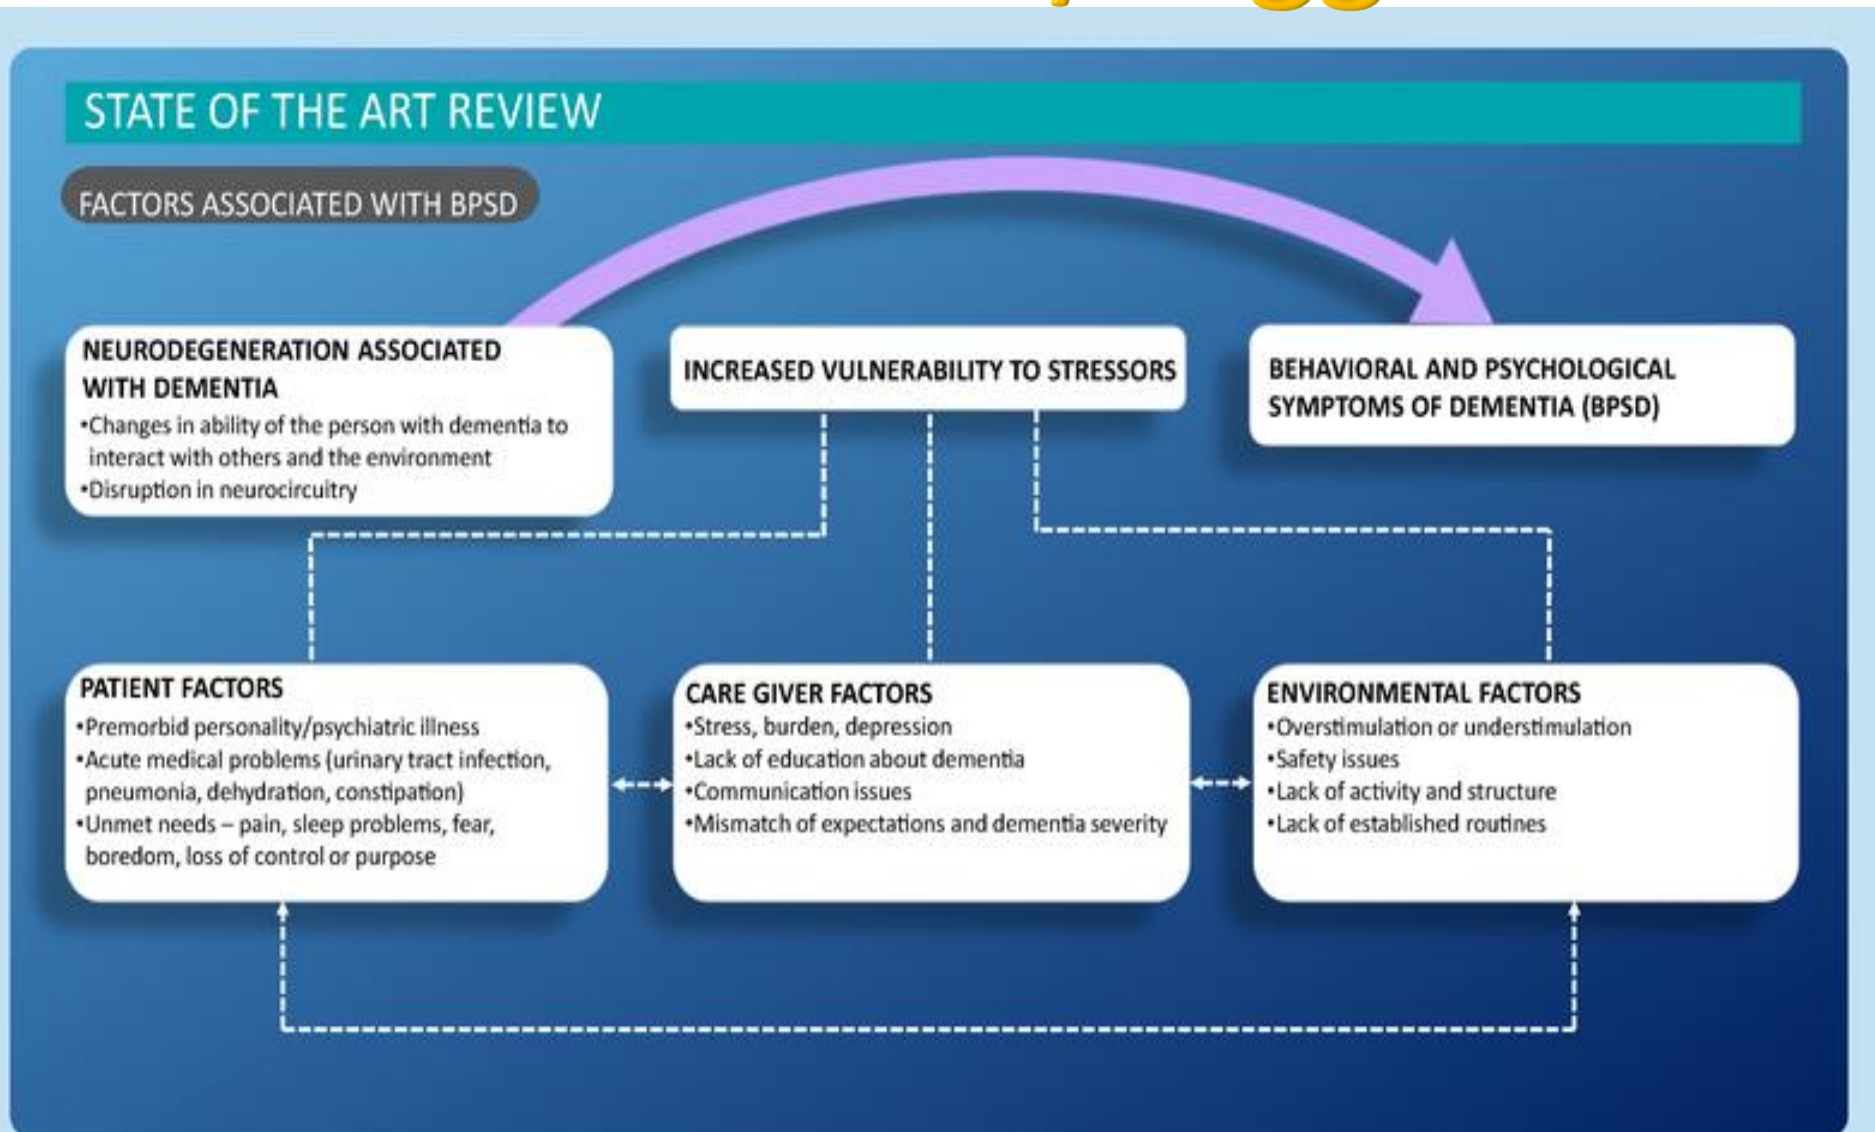 STATE OF THE ART REVIEW
FACTORS ASSOCIATED WITH BPSD
NEURODEGENERATION ASSOCIATED
WITH DEMENTIA
•Changes in ability of the person with dementia to
interact with others and the environment
•Disruption in neurocircuitry
INCREASED VULNERABILITY TO STRESSORS
BEHAVIORAL AND PSYCHOLOGICAL
SYMPTOMS OF DEMENTIA (BPSD)
PATIENT FACTORS
•Premorbid personality/psychiatric illness
•Acute medical problems (urinary tract infection,
pneumonia, dehydration, constipation)
•Unmet needs – pain, sleep problems, fear,
boredom, loss of control or purpose
CARE GIVER FACTORS
•Stress, burden, depression
•Lack of education about dementia
•Communication issues
•Mismatch of expectations and dementia severity
ENVIRONMENTAL FACTORS
•Overstimulation or understimulation
•Safety issues
•Lack of activity and structure
•Lack of established routines